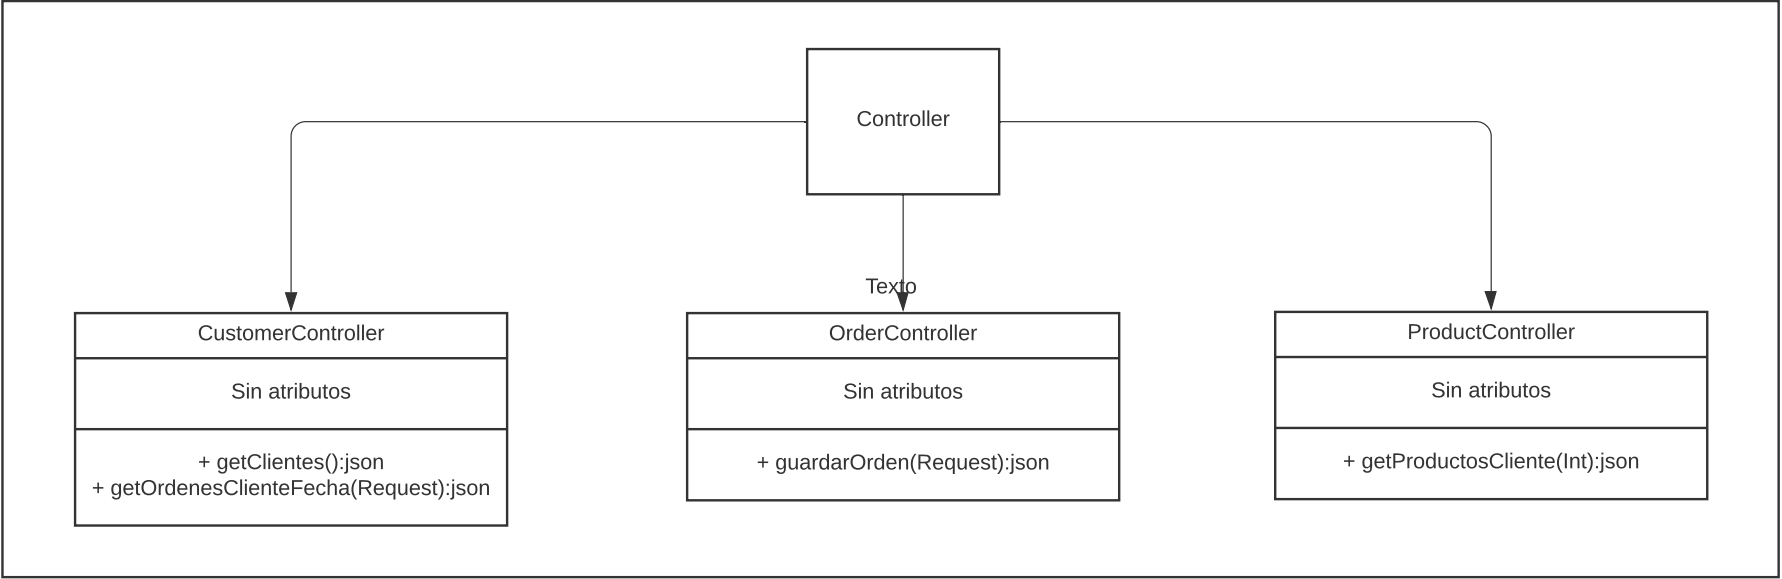 Controller
Texto
CustomerController
Sin atributos
+ getClientes():json
+ getOrdenesClienteFecha(Request):json
OrderController
Sin atributos
+ guardarOrden(Request):json
ProductController
Sin atributos
+ getProductosCliente(Int):json